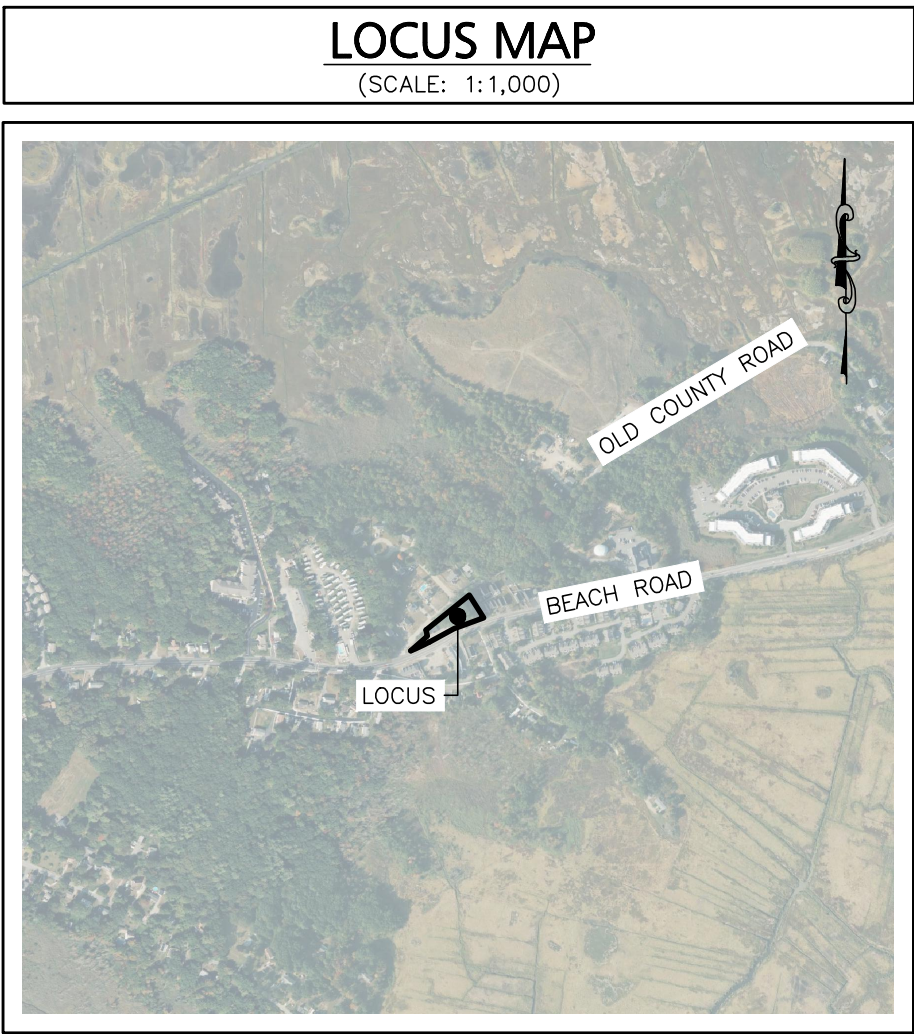 LOCUS MAP
(SCALE: 1:1,000)
OLD COUNTY ROAD
BEACH ROAD
LOCUS